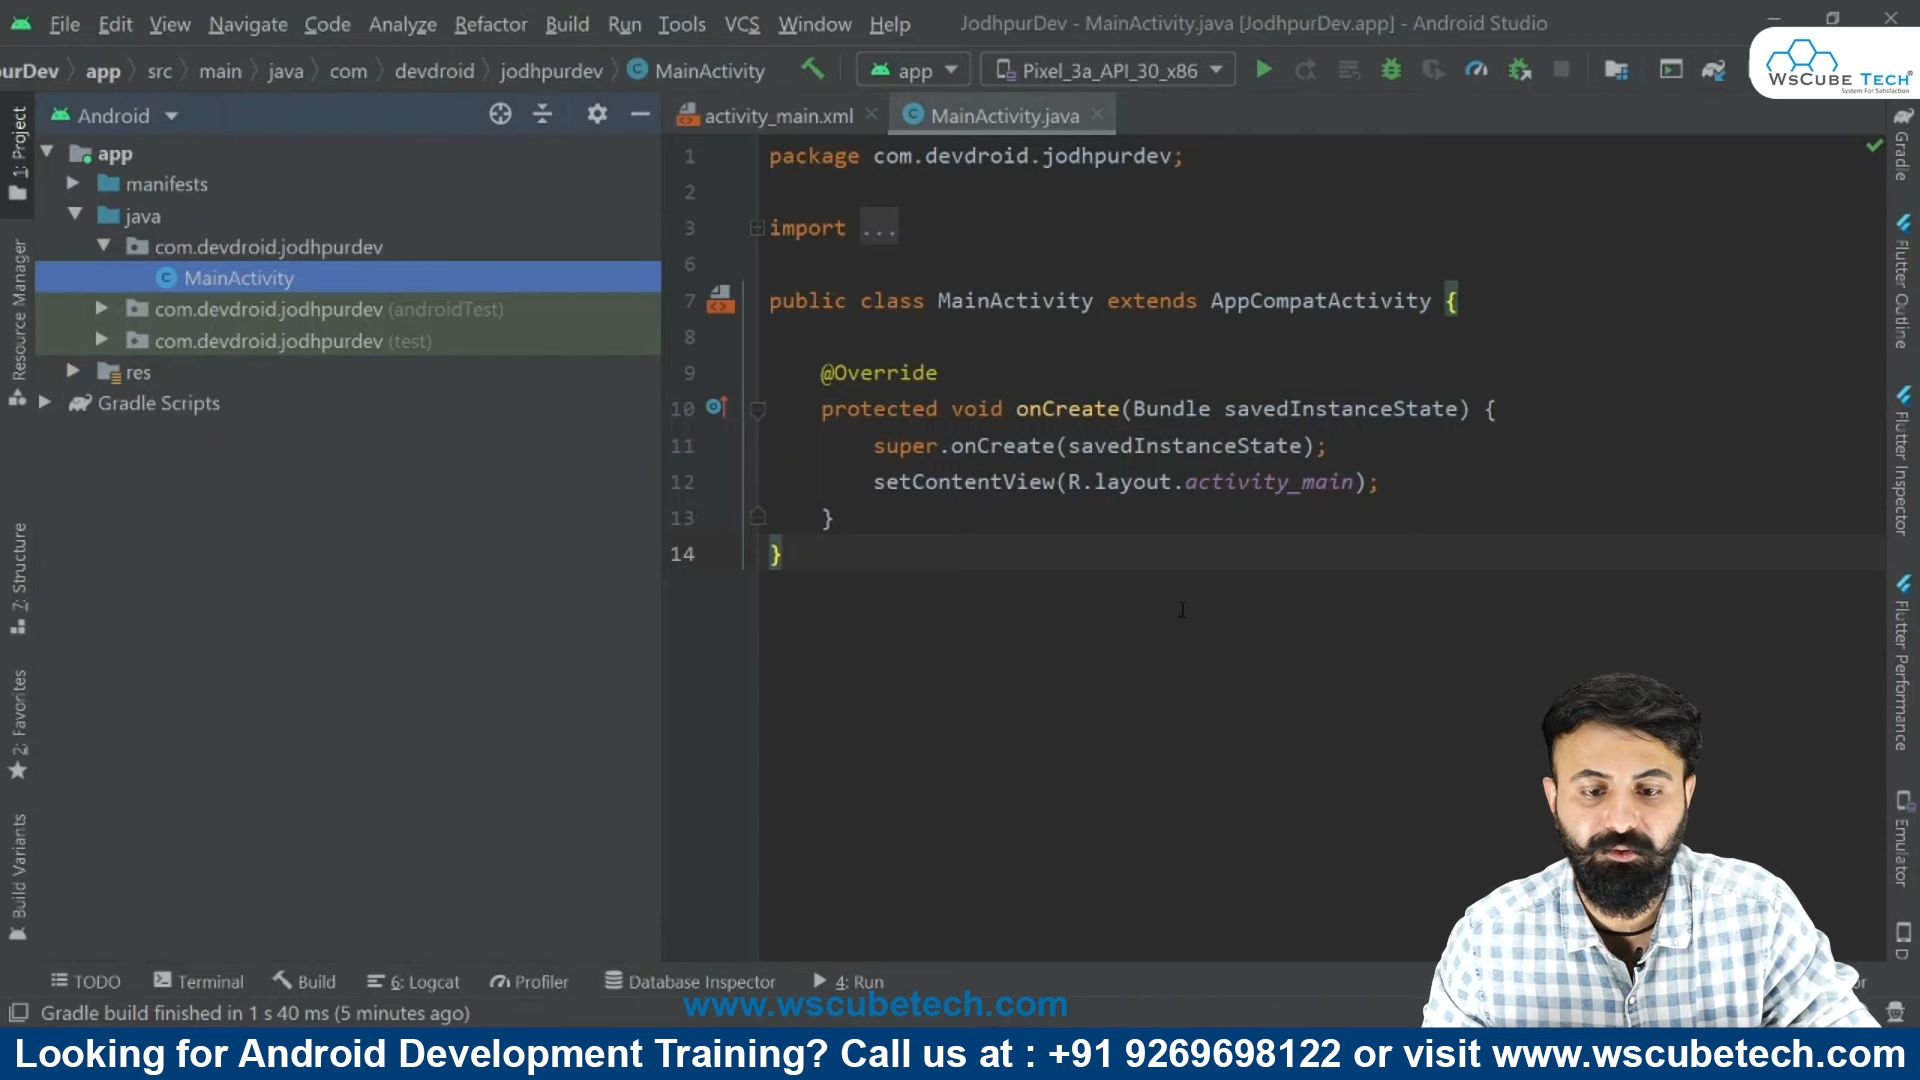 File Edit View Navigate Code Analyze Refactor Build Run Tools VCS Window Help JodhpurDev - MainActivity.java [JodhpurDev.app] - Android Studio
urDev app src main java com devdroid jodhpurdev MainActivity app Pixel_3a_API_30_x86
WsCube Tech
System For Satisfaction
Android
activity_main.xml MainActivity.java
app
manifests
java
com.devdroid.jodhpurdev
MainActivity
com.devdroid.jodhpurdev (androidTest)
com.devdroid.jodhpurdev (test)
res
Gradle Scripts
1 package com.devdroid.jodhpurdev;
2
3 import ...
6
7 public class MainActivity extends AppCompatActivity {
8
9 @Override
10 protected void onCreate(Bundle savedInstanceState) {
11 super.onCreate(savedInstanceState);
12 setContentView(R.layout.activity_main);
13 }
14 }
1: Project
Resource Manager
7: Structure
2: Favorites
Build Variants
Gradle
Flutter Outline
Flutter Inspector
Flutter Performance
Emulator
D
TODO Terminal Build 6: Logcat Profiler Database Inspector 4: Run or
www.wscubetech.com
Gradle build finished in 1 s 40 ms (5 minutes ago)
Looking for Android Development Training? Call us at : +91 9269698122 or visit www.wscubetech.com